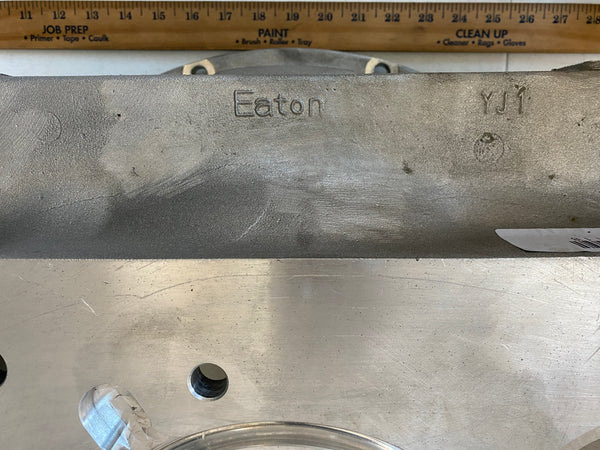 11 12 13 14 15 16 17 18 19 20 21 22 23 24 25 26 27 28
JOB PREP
• Primer • Tape • Caulk
PAINT
• Brush • Roller • Tray
CLEAN UP
• Cleaner • Rags • Gloves
Eaton YJ1